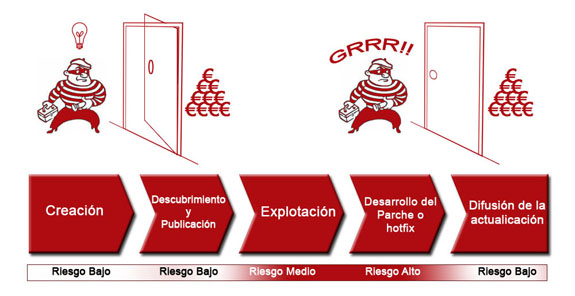 GRRR!!
€
€€
€€€
€€€€
€
€€
€€€
€€€€
Creación
Descubrimiento
y
Publicación
Explotación
Desarrollo del
Parche o
hotfix
Difusión de la
actualicación
Riesgo Bajo
Riesgo Bajo
Riesgo Medio
Riesgo Alto
Riesgo Bajo